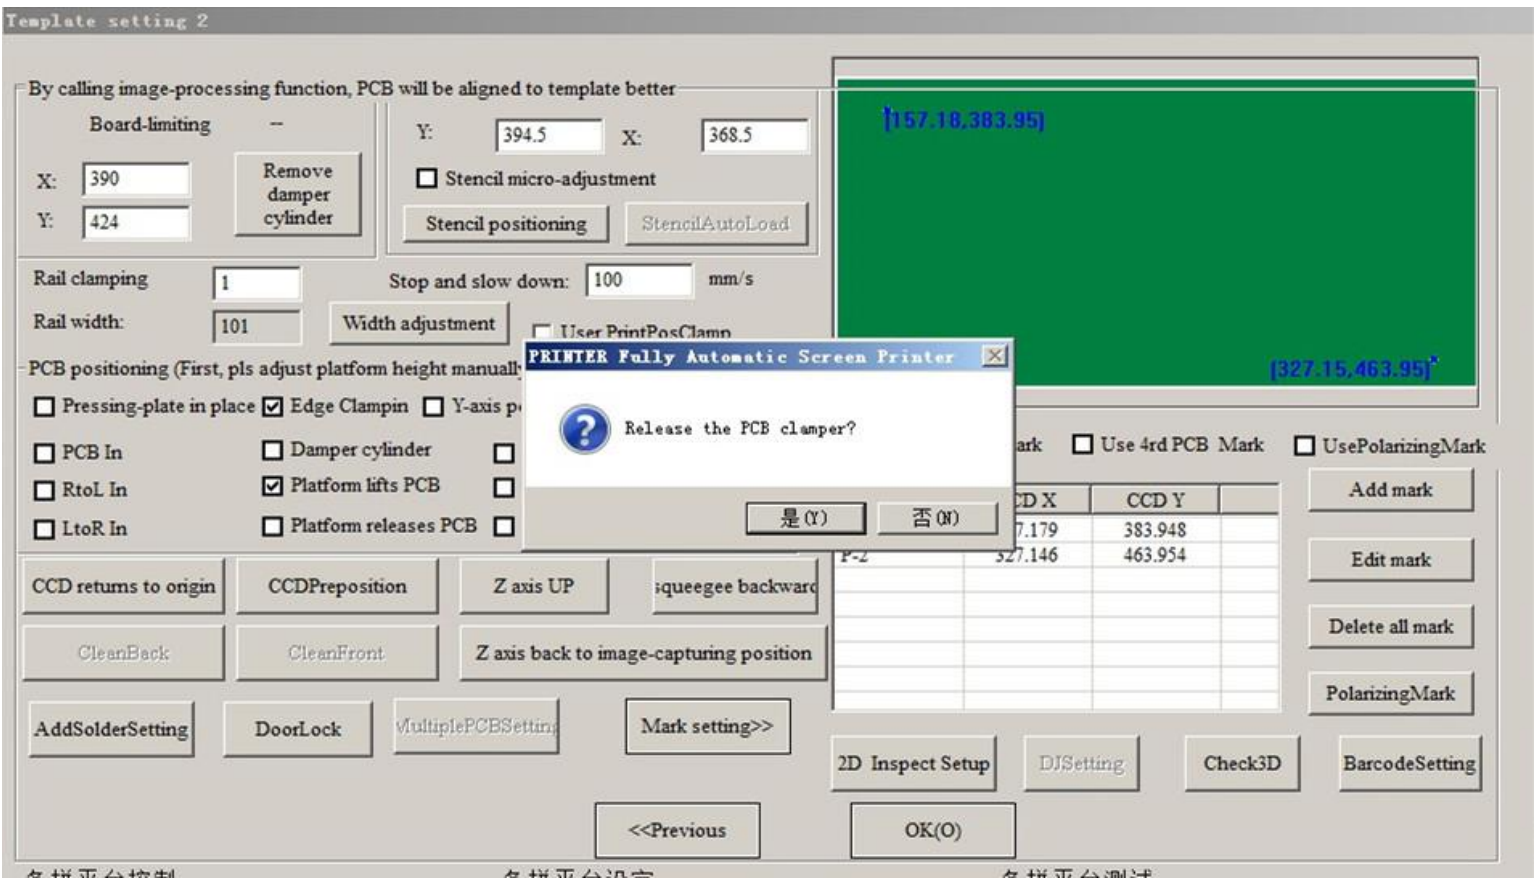 Template setting 2
By calling image-processing function, PCB will be aligned to template better
Board-limiting --
X: 390
Y: 424
Remove
damper
cylinder
Y: 394.5 X: 368.5
Stencil micro-adjustment
Stencil positioning StencilAutoLoad
[157.18,383.95]
[327.15,463.95]
Rail clamping 1
Stop and slow down: 100 mm/s
Rail width: 101 Width adjustment User PrintPosClamp
PCB positioning (First, pls adjust platform height manually
Pressing-plate in place Edge Clampin Y-axis
PCB In Damper cylinder
RtoL In Platform lifts PCB
LtoR In Platform releases PCB
PRINTER Fully Automatic Screen Printer
Release the PCB clamper?
是(Y) 否(N)
Use 4rd PCB Mark UsePolarizingMark
CCD Y
7.179 383.948
P-2 327.146 463.954
Add mark
Edit mark
Delete all mark
PolarizingMark
CCD returns to origin CCDPreposition Z axis UP squeegee backward
CleanBack CleanFront Z axis back to image-capturing position
AddSolderSetting DoorLock MultiplePCBSetting Mark setting>>
2D Inspect Setup DJSetting Check3D BarcodeSetting
<<Previous OK(O)